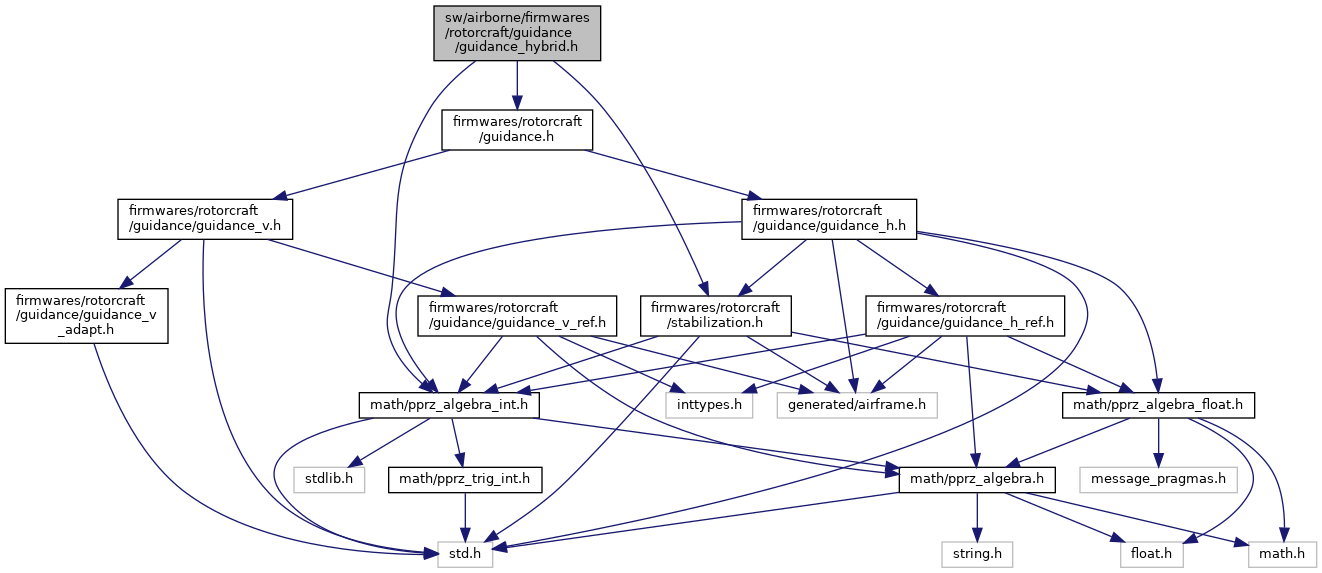 sw/airborne/firmwares
/rotorcraft/guidance
/guidance_hybrid.h
firmwares/rotorcraft
/guidance.h
firmwares/rotorcraft
/guidance/guidance_v.h
firmwares/rotorcraft
/guidance/guidance_h.h
firmwares/rotorcraft
/guidance/guidance_v
_adapt.h
firmwares/rotorcraft
/guidance/guidance_v_ref.h
firmwares/rotorcraft
/stabilization.h
firmwares/rotorcraft
/guidance/guidance_h_ref.h
math/pprz_algebra_int.h
inttypes.h
generated/airframe.h
math/pprz_algebra_float.h
stdlib.h
math/pprz_trig_int.h
math/pprz_algebra.h
message_pragmas.h
std.h
string.h
float.h
math.h